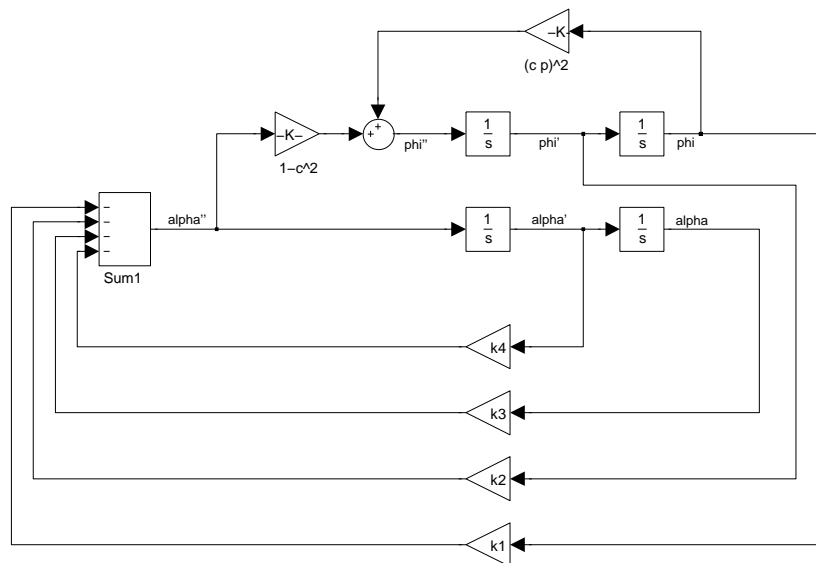 −K−
(c p)^2
−K−
1−c^2
+
+
phi''
1
s
phi'
1
s
phi
−
−
−
−
Sum1
alpha''
1
s
alpha'
1
s
alpha
k4
k3
k2
k1